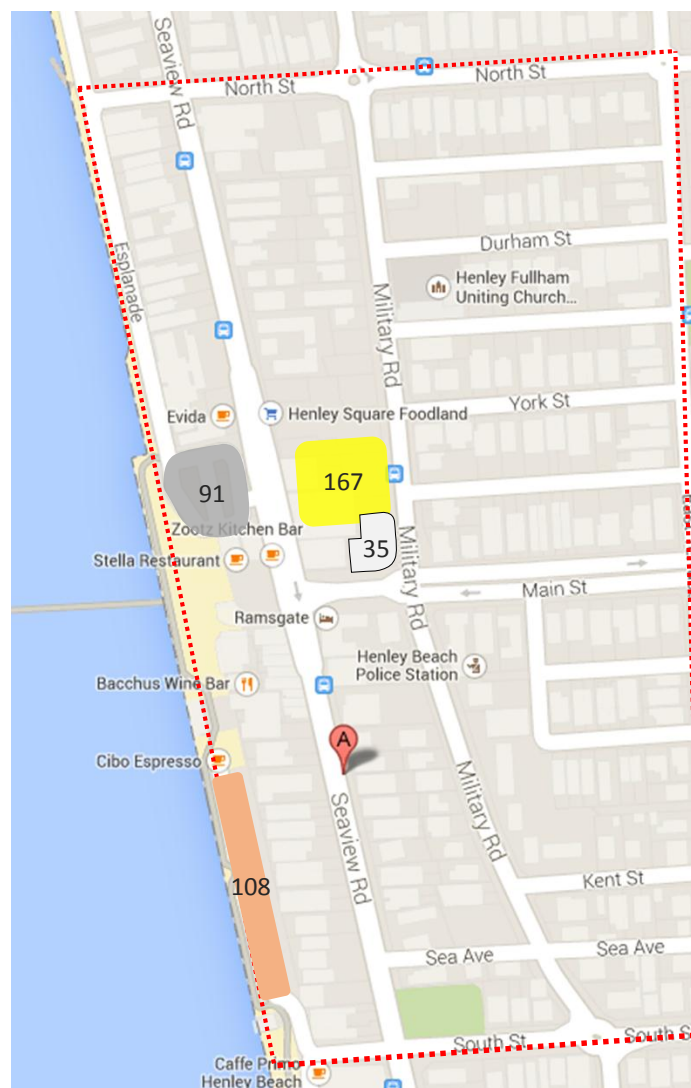 Seaview Rd
North St
North St
Esplanade
Durham St
Henley Fullham
Uniting Church...
Military Rd
York St
Evida
Henley Square Foodland
167
91
Zootz Kitchen Bar
35
Stella Restaurant
Military Rd
Main St
Ramsgate
Henley Beach
Police Station
Bacchus Wine Bar
A
Cibo Espresso
Seaview Rd
Military Rd
108
Kent St
Sea Ave
Sea Ave
South St
South S
Caffe Primo
Henley Beach